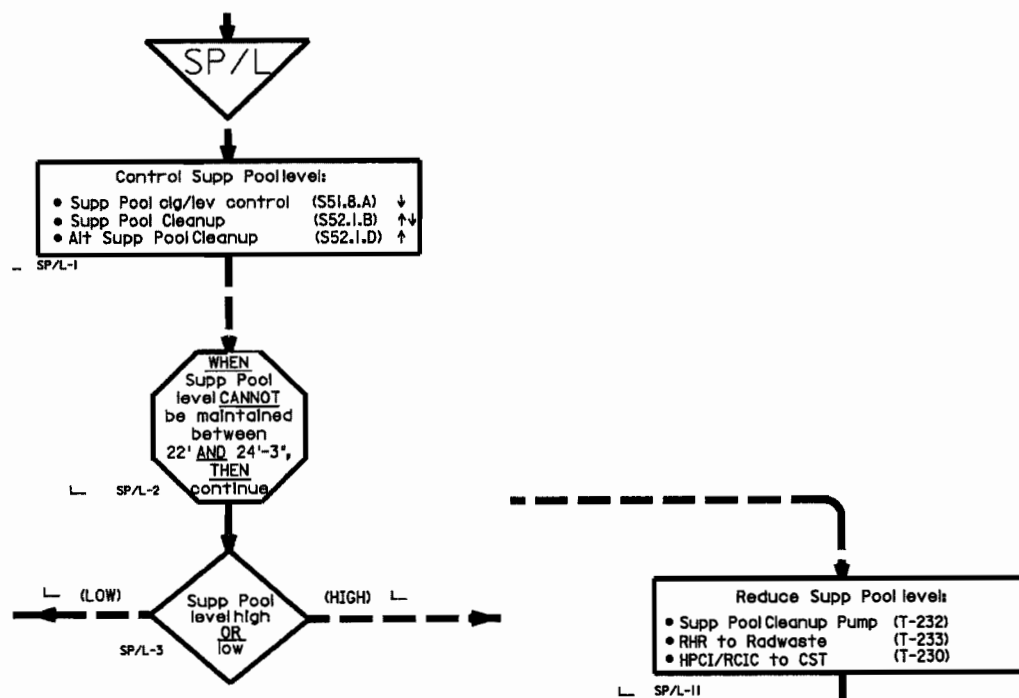 SP/L
Control Supp Pool level:
• Supp Pool clg/lev control (S51.8.A) ↓
• Supp Pool Cleanup (S52.1.B) ↑↓
• Alt Supp Pool Cleanup (S52.1.D) ↑
SP/L-1
WHEN
Supp Pool
level CANNOT
be maintained
between
22' AND 24'-3",
THEN
continue
SP/L-2
(LOW)
Supp Pool
level high
OR
low
(HIGH)
SP/L-3
Reduce Supp Pool level:
• Supp Pool Cleanup Pump (T-232)
• RHR to Radwaste (T-233)
• HPCI/RCIC to CST (T-230)
SP/L-11